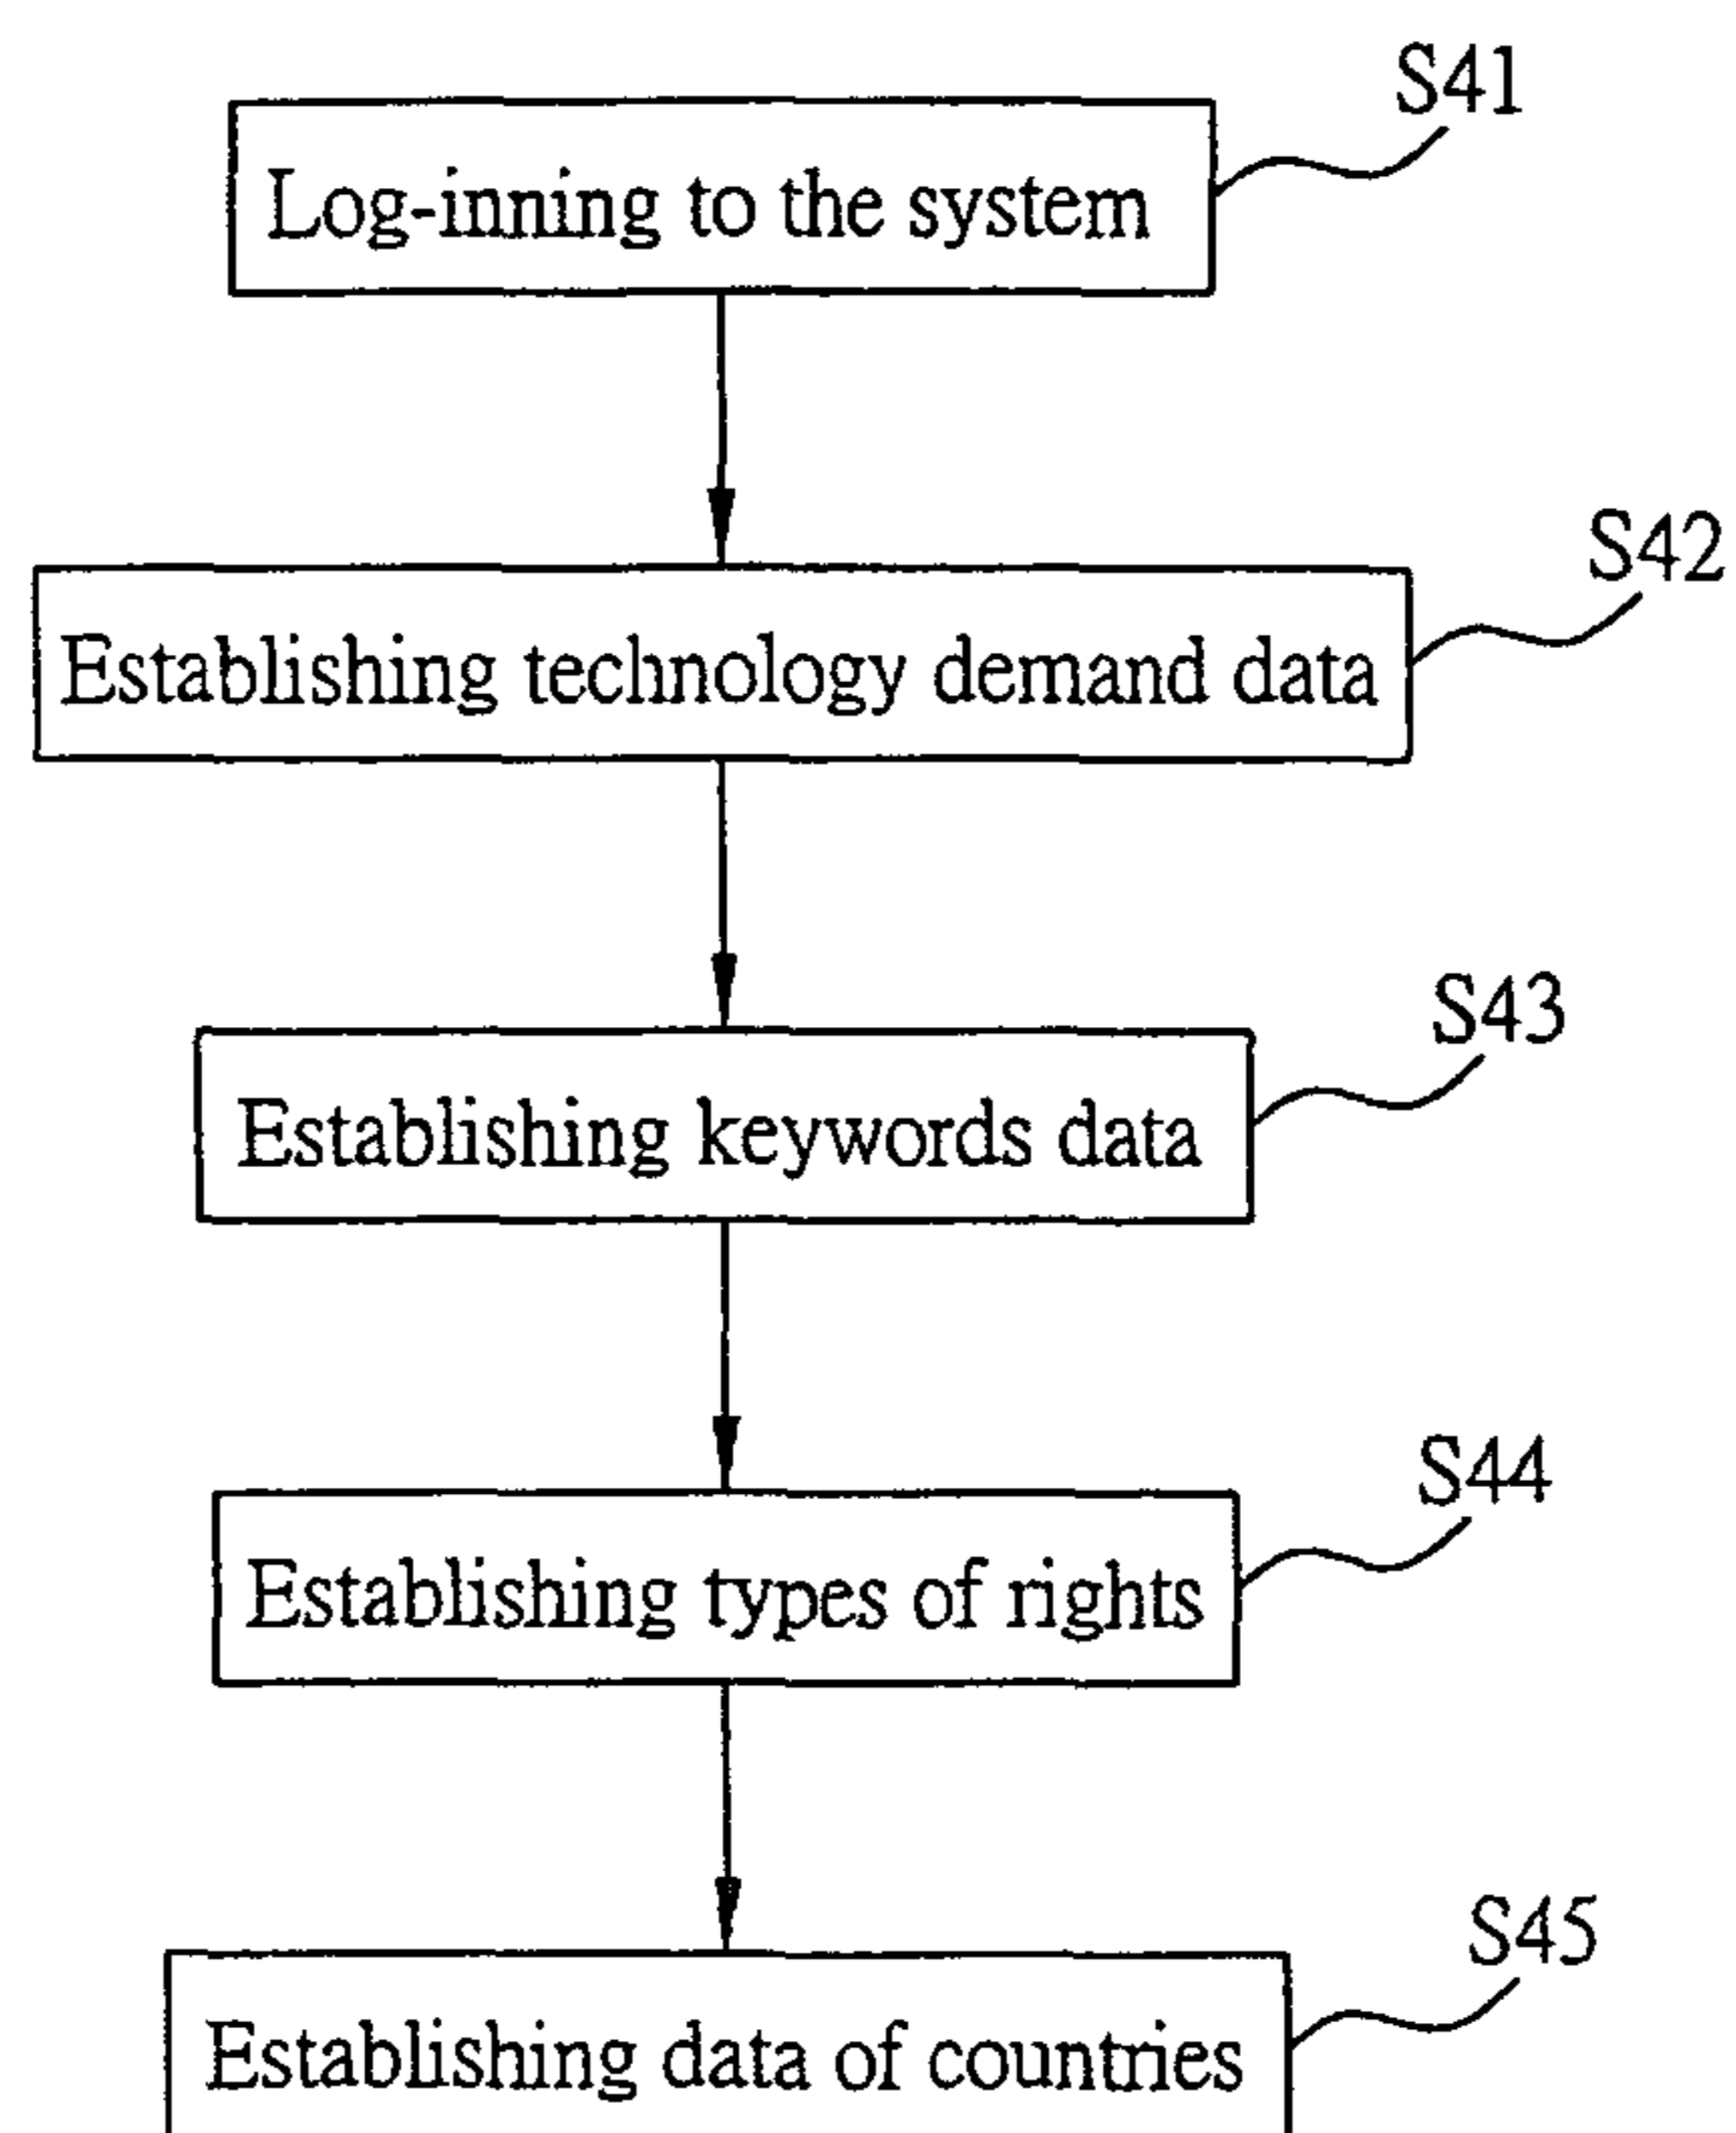 S41
Log-inning to the system
S42
Establishing technology demand data
S43
Establishing keywords data
S44
Establishing types of rights
S45
Establishing data of countries